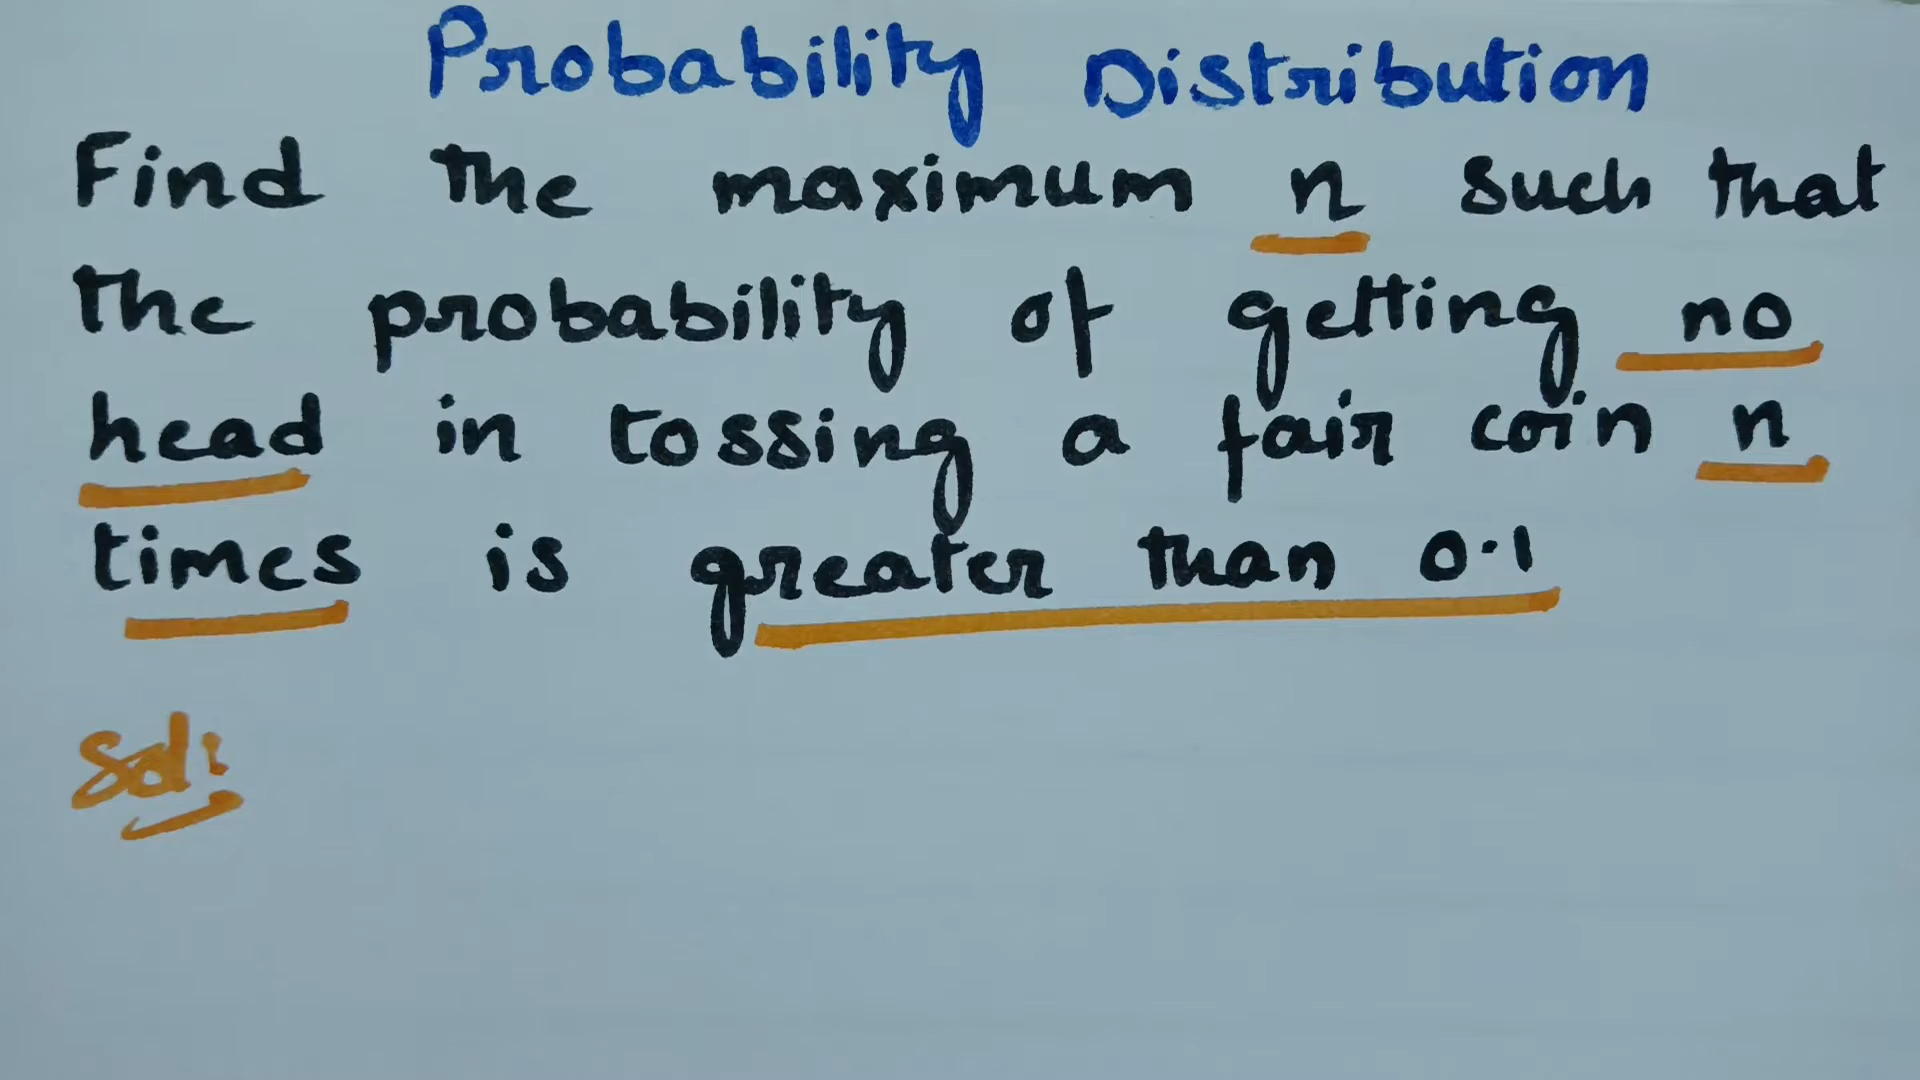 Probability Distribution
Find the maximum n such that
the probability of getting no
head in tossing a fair coin n
times is greater than 0.1
Sol: